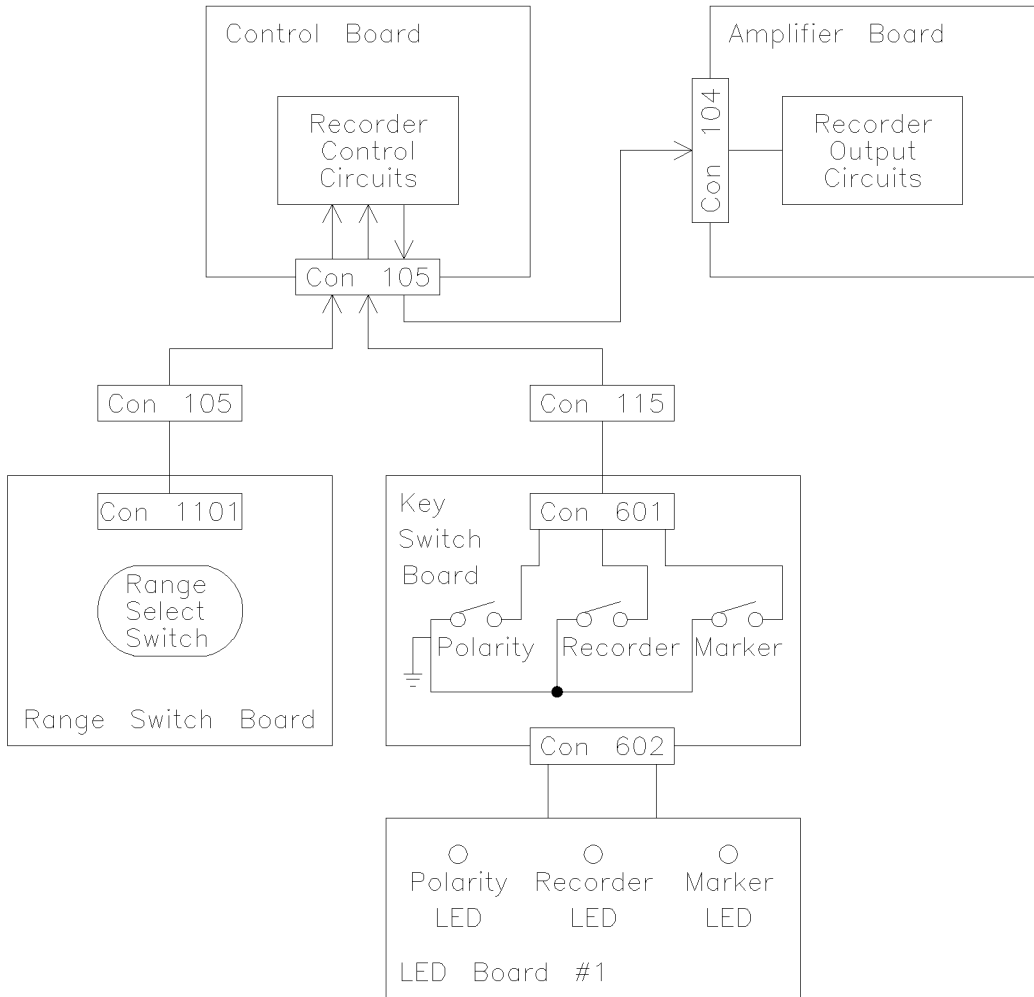 Control Board
Recorder
Control
Circuits
Con 105
Amplifier Board
Con 104
Recorder
Output
Circuits
Con 105
Con 115
Con 1101
Range
Select
Switch
Range Switch Board
Key
Switch
Board
Con 601
Polarity
Recorder
Marker
Con 602
Polarity
LED
Recorder
LED
Marker
LED
LED Board #1